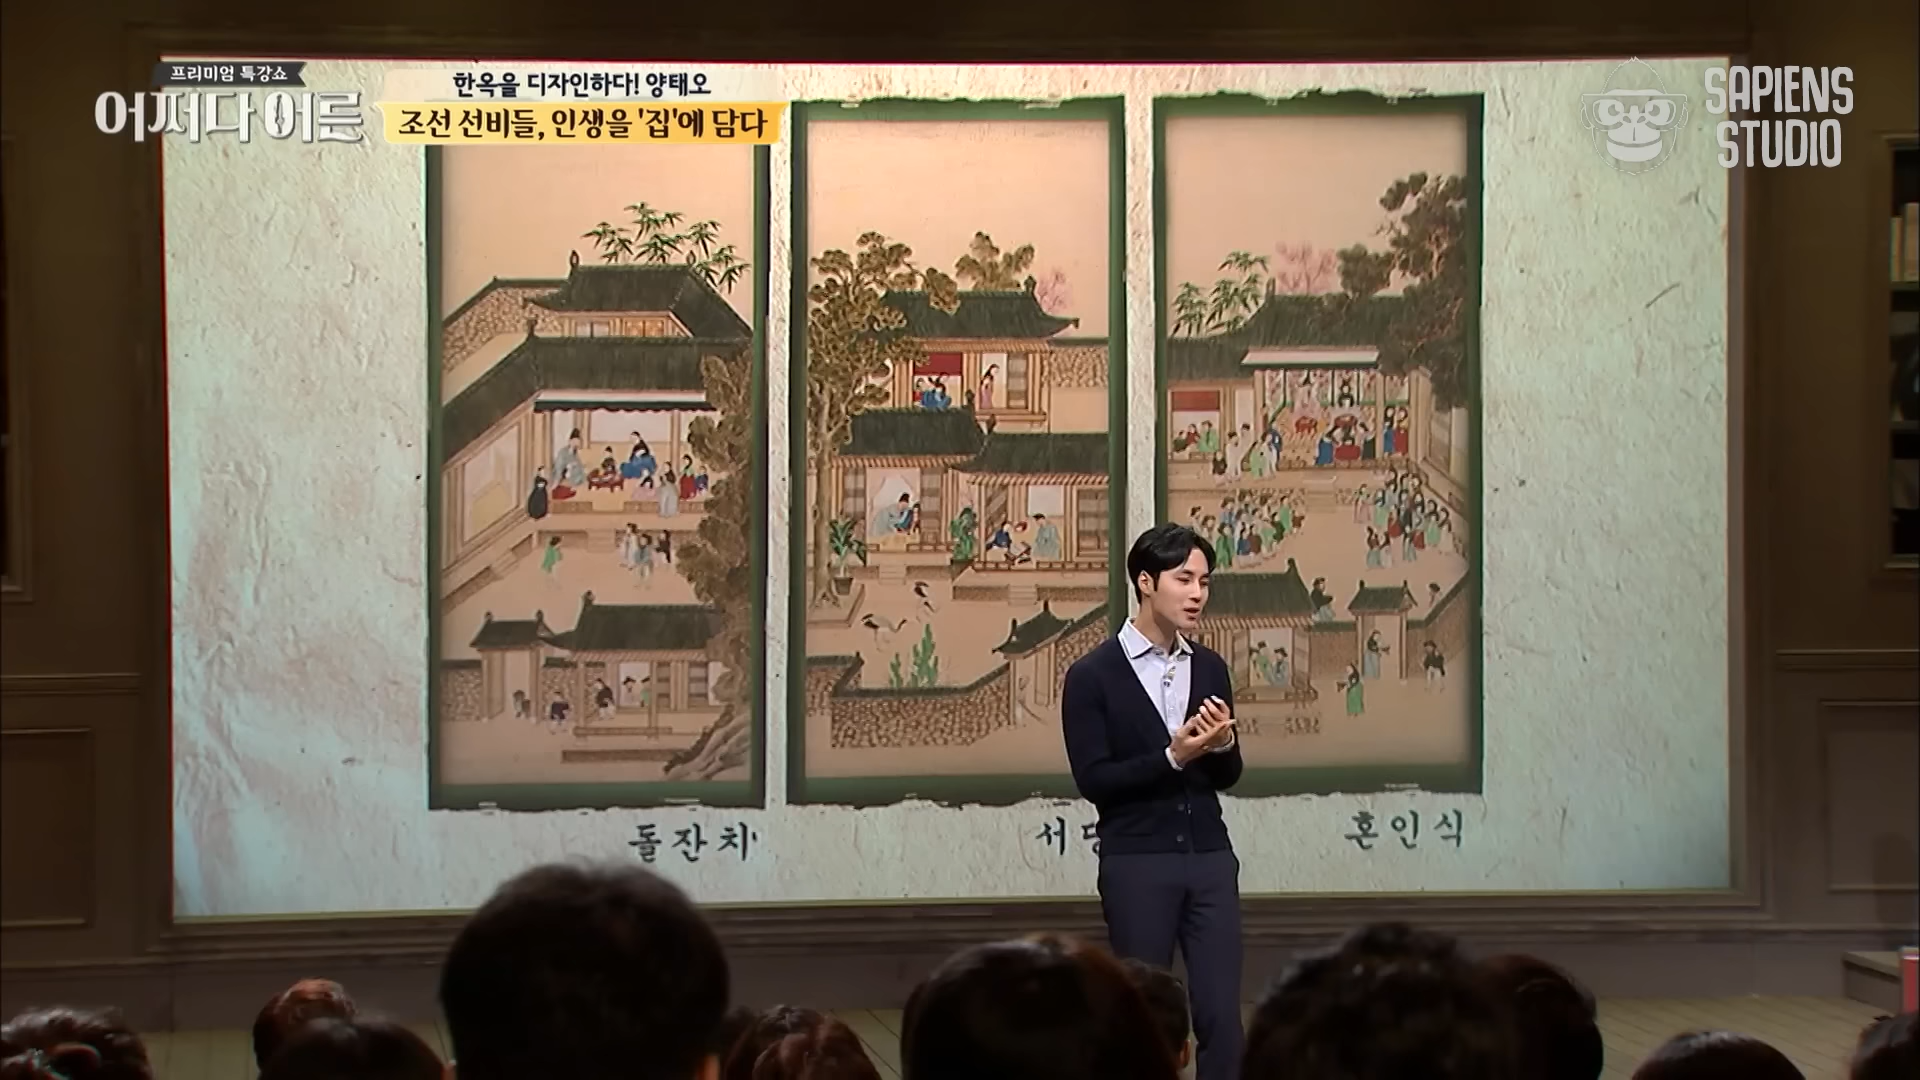 프리미엄 특강쇼
어쩌다 어른
한옥을 디자인하다! 양태오
조선 선비들, 인생을 '집'에 담다
SAPIENS
STUDIO
돌잔치
서당
혼인식